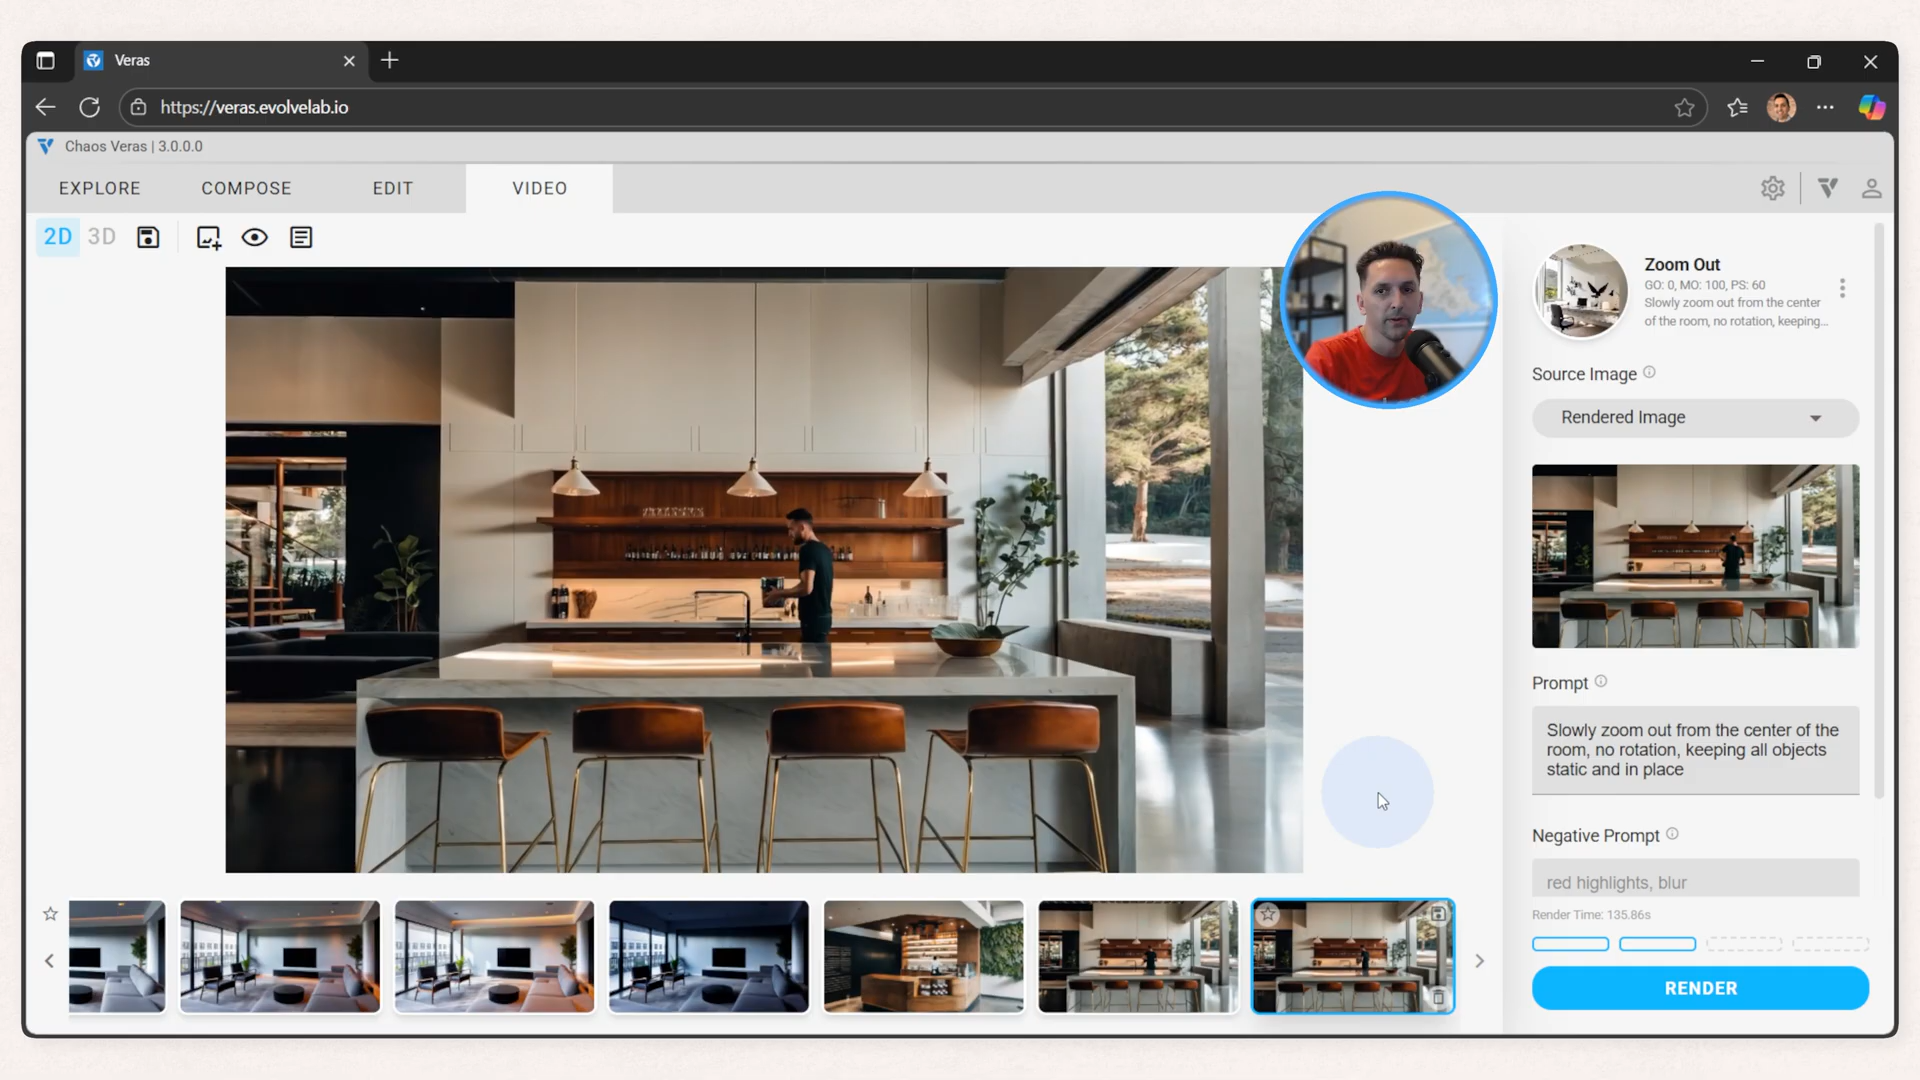 Veras
https://veras.evolvelab.io
Chaos Veras | 3.0.0.0
EXPLORE
COMPOSE
EDIT
VIDEO
2D
3D
Zoom Out
GO: 0, MO: 100, PS: 60
Slowly zoom out from the center
of the room, no rotation, keeping...
Source Image
Rendered Image
Prompt
Slowly zoom out from the center of the
room, no rotation, keeping all objects
static and in place
Negative Prompt
red highlights, blur
Render Time: 135.86s
RENDER